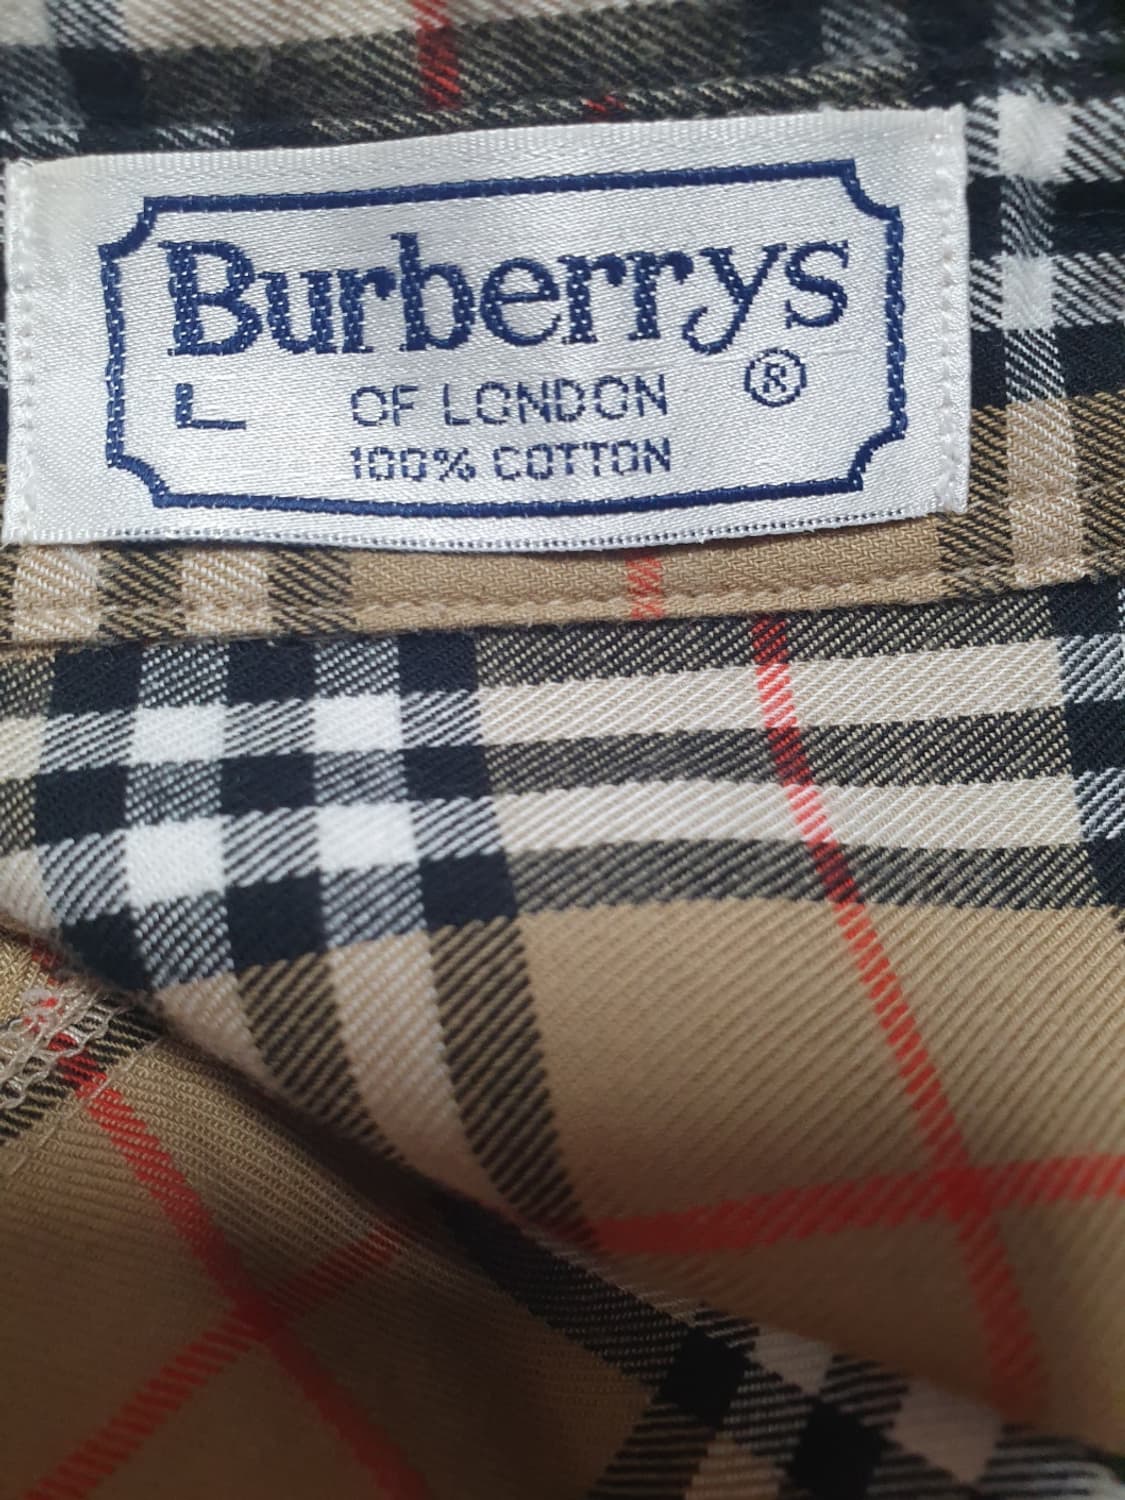 Burberrys
L OF LONDON ®
100% COTTON